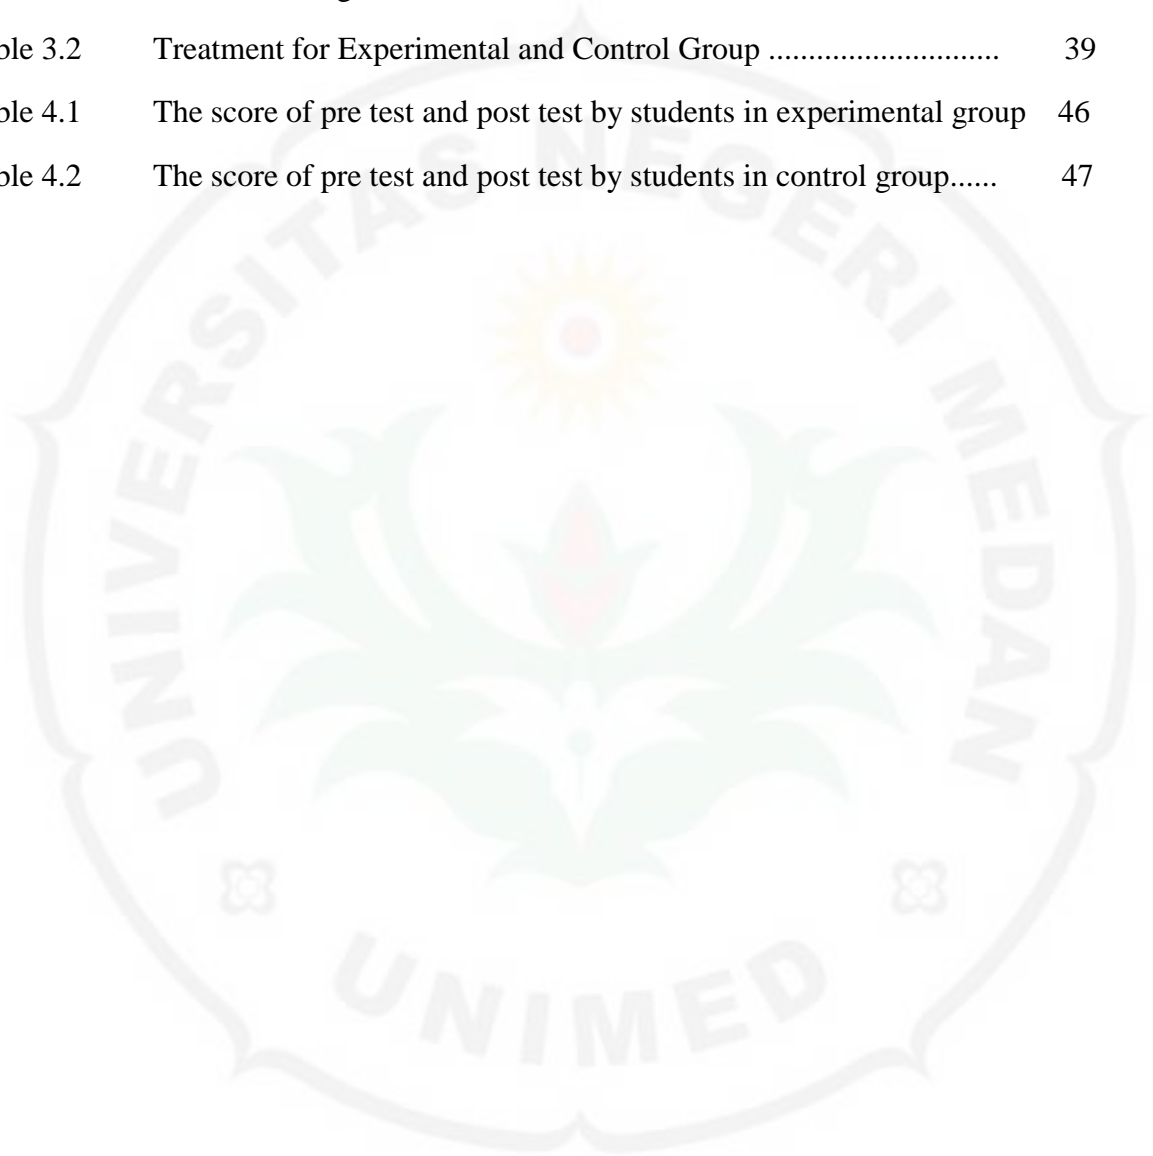 ble 3.2 Treatment for Experimental and Control Group ............................. 39
ble 4.1 The score of pre test and post test by students in experimental group 46
ble 4.2 The score of pre test and post test by students in control group...... 47
UNIVERSITAS NEGERI MEDAN
UNIMED